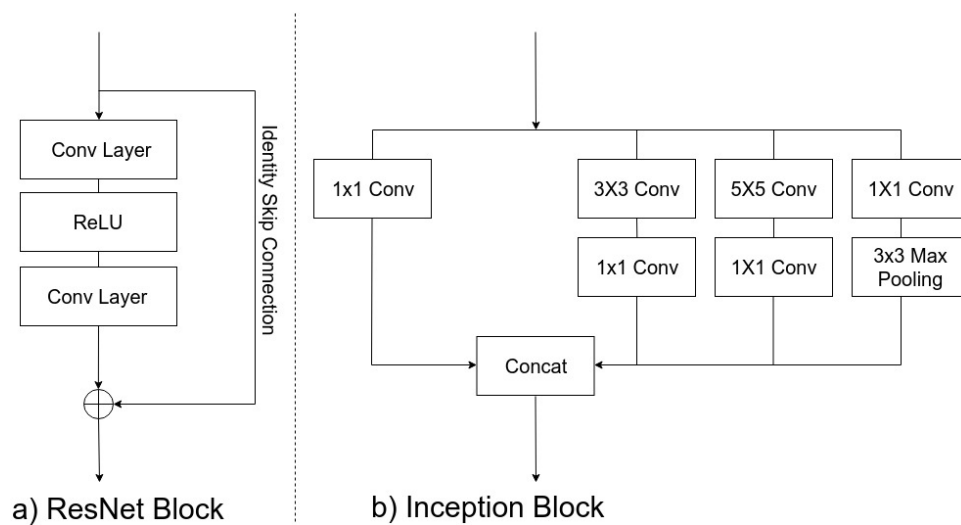 Conv Layer
ReLU
Conv Layer
Identity Skip Connection
a) ResNet Block
1x1 Conv
3X3 Conv
5X5 Conv
1X1 Conv
1x1 Conv
1X1 Conv
3x3 Max
Pooling
Concat
b) Inception Block